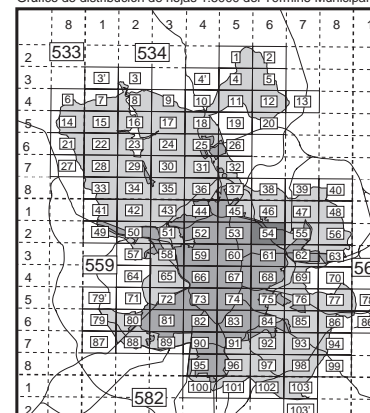 Gráfico de distribución de hojas 1:5000 del Término Municipal
8 1 2 3 4 5 6 7 8 1
533 534
2 1 2
3 3' 3 4' 4 5
4 6 7 8 9 10 11 12 13
5 14 15 16 17 18 19 20
6 21 22 23 24 25 26
7 27 28 29 30 31 32
8 33 34 35 36 37 38 39 40
1 41 42 43 44 45 46 47 48
2 49 50 51 52 53 54 55 56
3 559 57 58 59 60 61 62 63
4 64 65 66 67 68 69 70
5 79' 71 72 73 74 75 76 77
6 79 80 81 82 83 84 85 86
7 87 88 89 90 91 92 93 94
8 95 96 97 98 99
1 582 100 101 102 103
103'